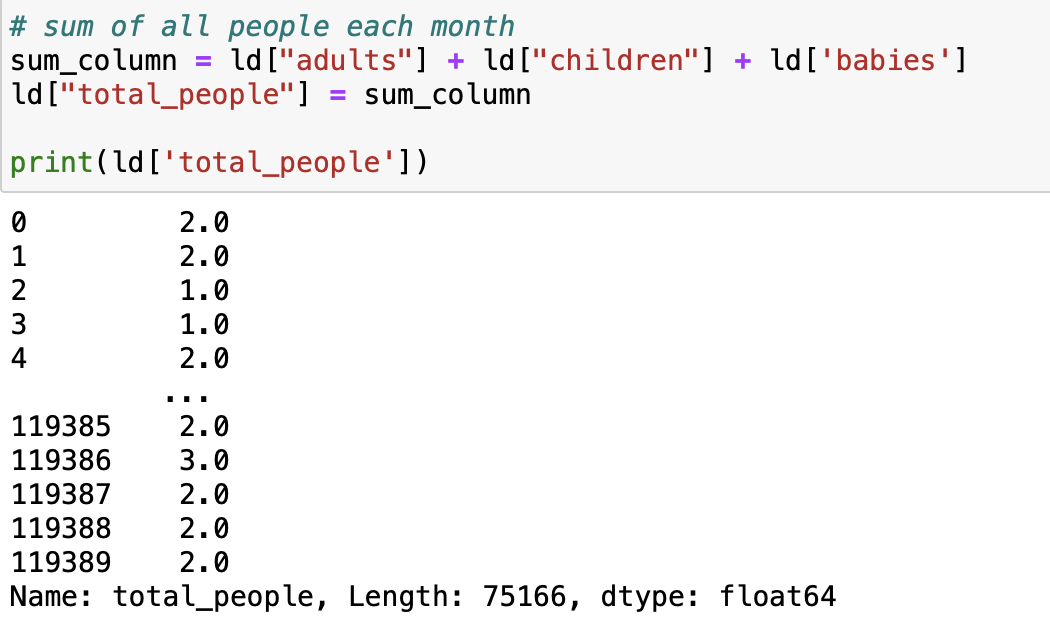 # sum of all people each month
sum_column = ld["adults"] + ld["children"] + ld['babies']
ld["total_people"] = sum_column
print(ld['total_people'])
0 2.0
1 2.0
2 1.0
3 1.0
4 2.0
...
119385 2.0
119386 3.0
119387 2.0
119388 2.0
119389 2.0
Name: total_people, Length: 75166, dtype: float64